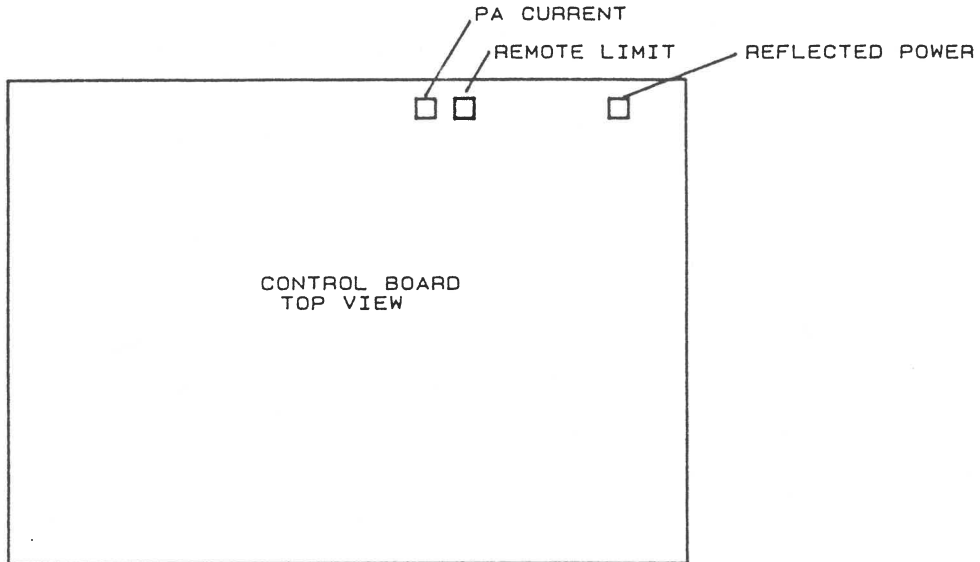 PA CURRENT
REMOTE LIMIT
REFLECTED POWER
CONTROL BOARD
TOP VIEW